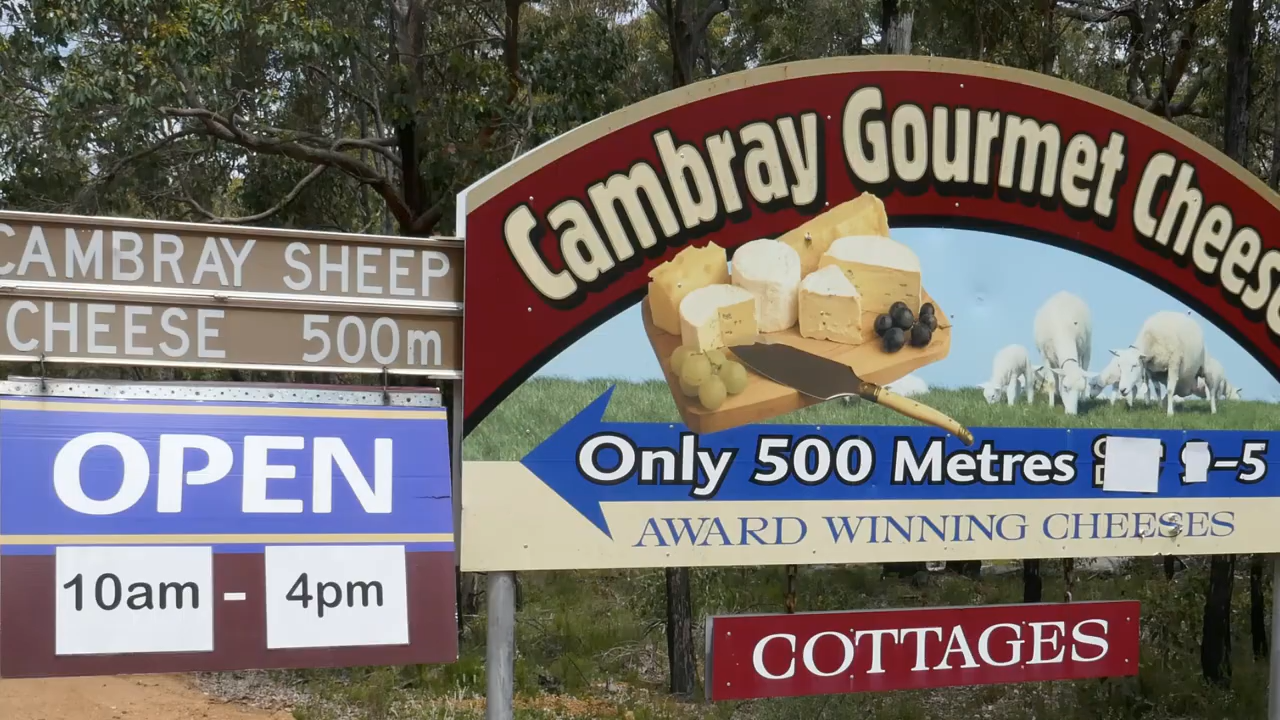 CAMBRAY SHEEP
CHEESE 500m
OPEN
10am - 4pm
Cambray Gourmet Cheese
Only 500 Metres -5
AWARD WINNING CHEESES
COTTAGES